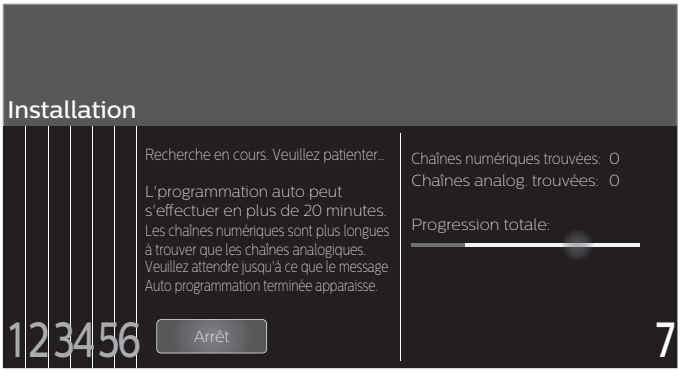 Installation
Recherche en cours. Veuillez patienter...
L'programmation auto peut
s'effectuer en plus de 20 minutes.
Les chaînes numériques sont plus longues
à trouver que les chaînes analogiques.
Veuillez attendre jusqu'à ce que le message
Auto programmation terminée apparaisse.
Arrêt
Chaînes numériques trouvées: 0
Chaînes analog. trouvées: 0
Progression totale:
123456
7